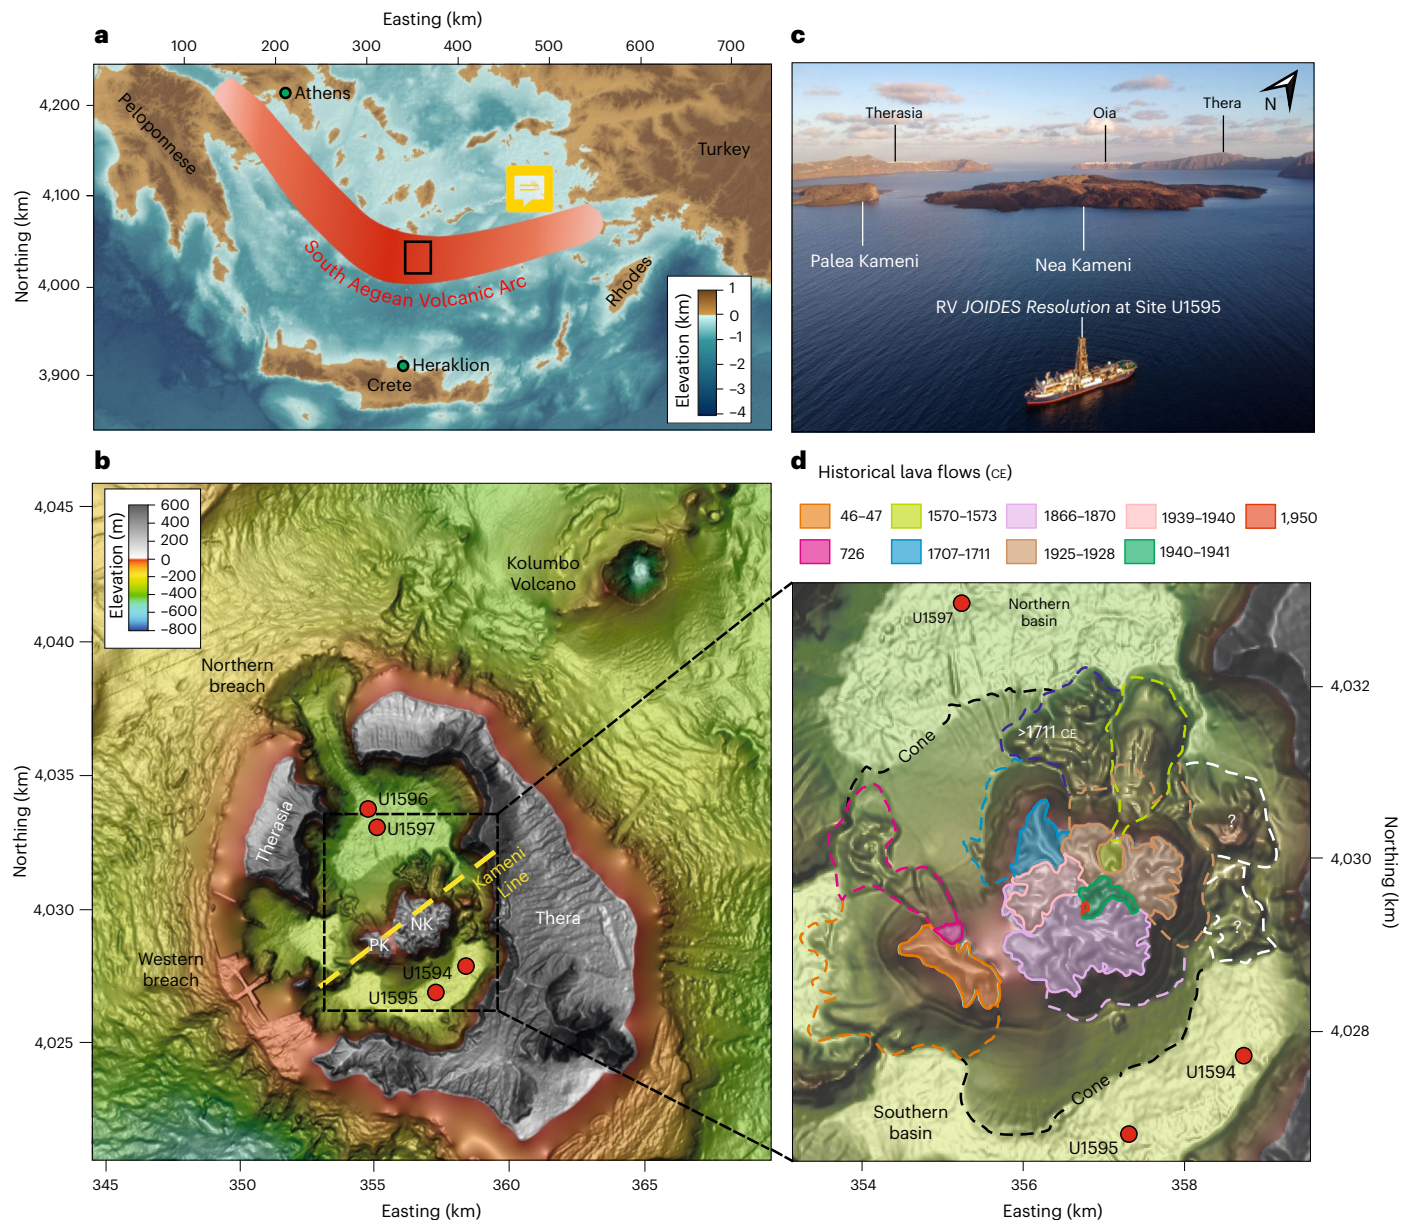 a
Easting (km)
100 200 300 400 500 600 700
4,200
4,100
4,000
3,900
Northing (km)
Peloponnese
Athens
Turkey
South Aegean Volcanic Arc
Rhodes
Heraklion
Crete
Elevation (km)
1
0
–1
–2
–3
–4
c
Therasia
Oia
Thera
N
Palea Kameni
Nea Kameni
RV JOIDES Resolution at Site U1595
b
4,045
4,040
4,035
4,030
4,025
Northing (km)
Elevation (m)
600
400
200
0
–200
–400
–600
–800
Kolumbo
Volcano
Northern
breach
Therasia
U1596
U1597
Kameni
Line
NK
PK
Thera
Western
breach
U1594
U1595
345 350 355 360 365
Easting (km)
d
Historical lava flows (CE)
46–47 1570–1573 1866–1870 1939–1940 1,950
726 1707–1711 1925–1928 1940–1941
U1597
Northern
basin
Cone
>1711 CE
?
?
Cone
U1594
Southern
basin
U1595
4,032
4,030
4,028
Northing (km)
354 356 358
Easting (km)